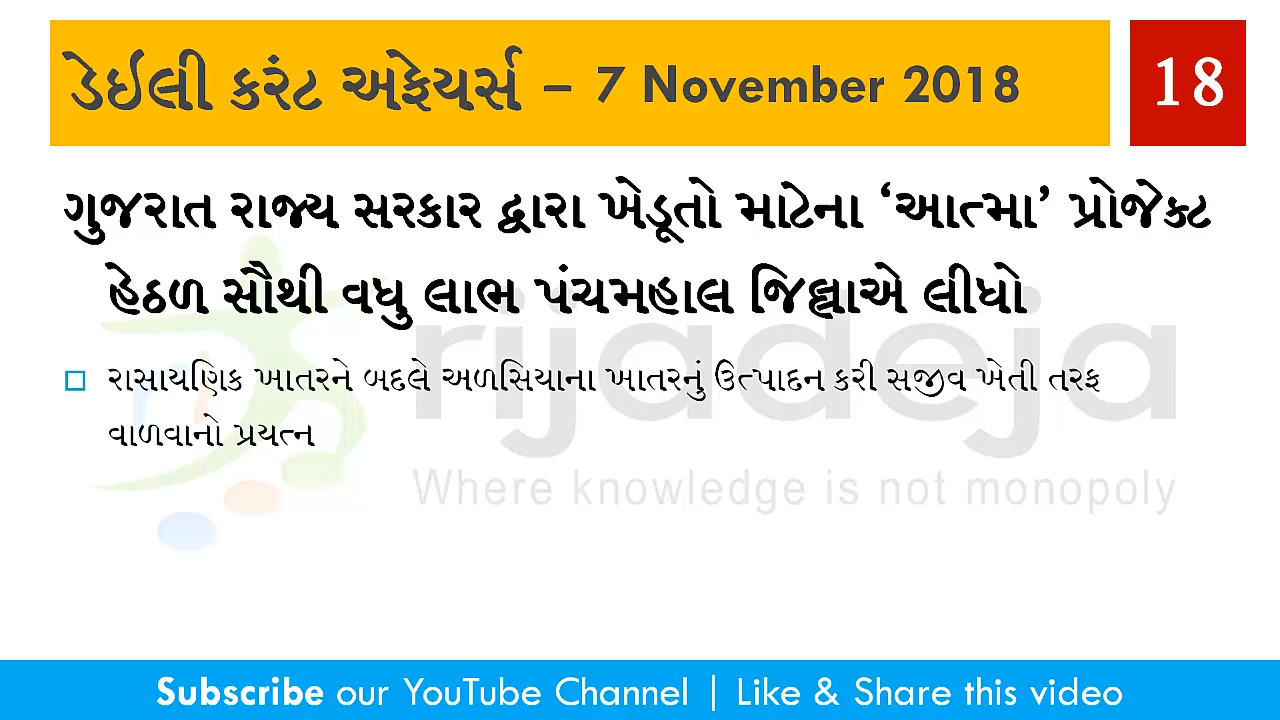 ડેઈલી કરંટ અફેયર્સ – 7 November 2018
18
ગુજરાત રાજ્ય સરકાર દ્વારા ખેડૂતો માટેના ‘આત્મા’ પ્રોજેક્ટ
હેઠળ સૌથી વધુ લાભ પંચમહાલ જિલ્લાએ લીધો
રાસાયણિક ખાતરને બદલે અળસિયાના ખાતરનું ઉત્પાદન કરી સજીવ ખેતી તરફ
વાળવાનો પ્રયત્ન
rijadeja
Where knowledge is not monopoly
Subscribe our YouTube Channel | Like & Share this video